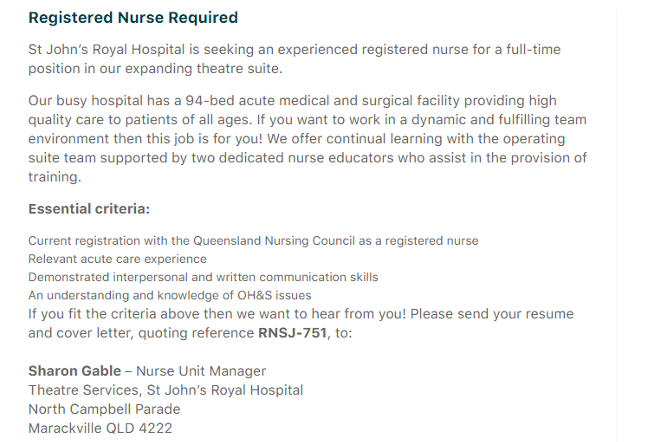 Registered Nurse Required
St John’s Royal Hospital is seeking an experienced registered nurse for a full-time
position in our expanding theatre suite.
Our busy hospital has a 94-bed acute medical and surgical facility providing high
quality care to patients of all ages. If you want to work in a dynamic and fulfilling team
environment then this job is for you! We offer continual learning with the operating
suite team supported by two dedicated nurse educators who assist in the provision of
training.
Essential criteria:
Current registration with the Queensland Nursing Council as a registered nurse
Relevant acute care experience
Demonstrated interpersonal and written communication skills
An understanding and knowledge of OH&S issues
If you fit the criteria above then we want to hear from you! Please send your resume
and cover letter, quoting reference RNSJ-751, to:
Sharon Gable – Nurse Unit Manager
Theatre Services, St John’s Royal Hospital
North Campbell Parade
Marackville QLD 4222